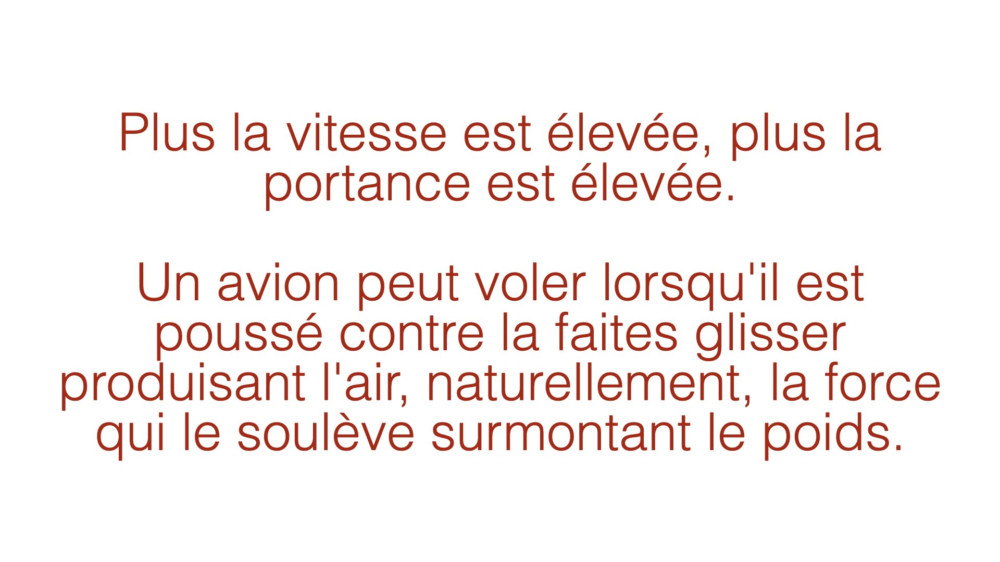 Plus la vitesse est élevée, plus la
portance est élevée.
Un avion peut voler lorsqu'il est
poussé contre la faites glisser
produisant l'air, naturellement, la force
qui le soulève surmontant le poids.